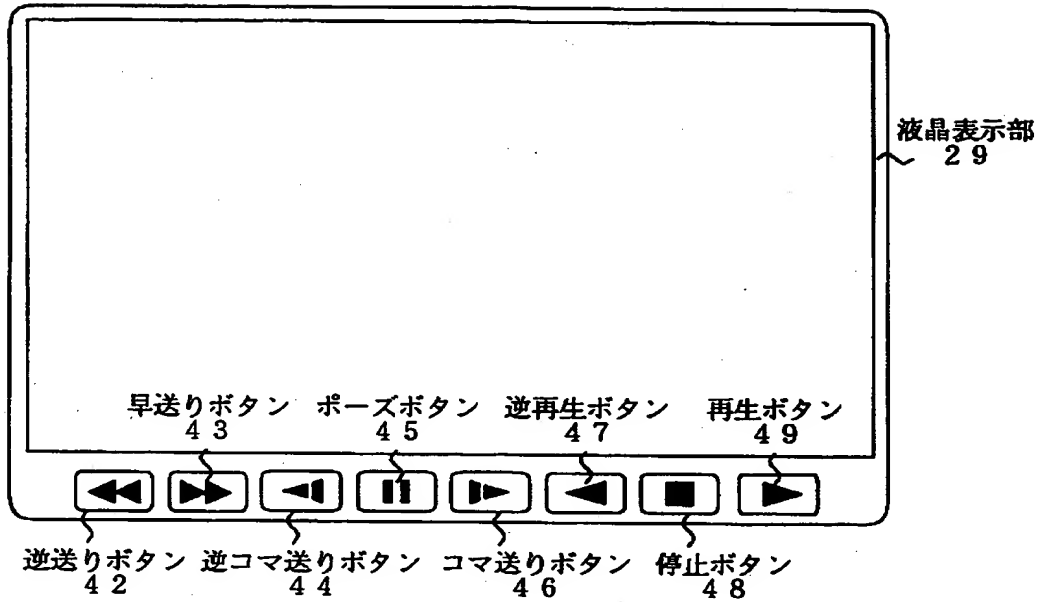 液晶表示部
29
早送りボタン ポーズボタン 逆再生ボタン 再生ボタン
43 45 47 49
逆送りボタン 逆コマ送りボタン コマ送りボタン 停止ボタン
42 44 46 48